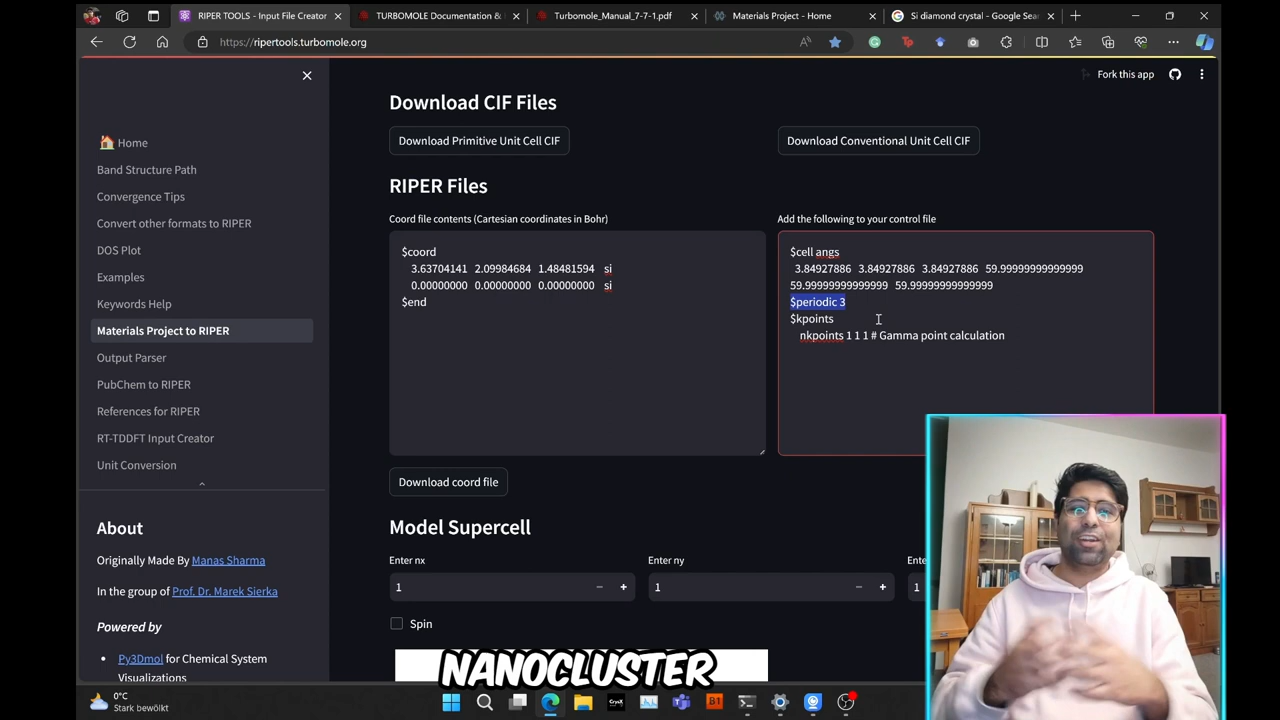 RIPER TOOLS - Input File Creator
TURBOMOLE Documentation &
Turbomole_Manual_7-7-1.pdf
Materials Project - Home
Si diamond crystal - Google Sea
https://ripertools.turbomole.org
Fork this app
Home
Band Structure Path
Convergence Tips
Convert other formats to RIPER
DOS Plot
Examples
Keywords Help
Materials Project to RIPER
Output Parser
PubChem to RIPER
References for RIPER
RT-TDDFT Input Creator
Unit Conversion
About
Originally Made By Manas Sharma
In the group of Prof. Dr. Marek Sierka
Powered by
Py3Dmol for Chemical System
Visualizations
Download CIF Files
Download Primitive Unit Cell CIF
Download Conventional Unit Cell CIF
RIPER Files
Coord file contents (Cartesian coordinates in Bohr)
$coord
3.63704141 2.09984684 1.48481594 si
0.00000000 0.00000000 0.00000000 si
$end
Add the following to your control file
$cell angs
3.84927886 3.84927886 3.84927886 59.99999999999999
59.99999999999999 59.99999999999999
$periodic 3
$kpoints
nkpoints 1 1 1 # Gamma point calculation
Download coord file
Model Supercell
Enter nx
Enter ny
Ente
1
1
1
Spin
NANOCLUSTER
0°C
Stark bewölkt